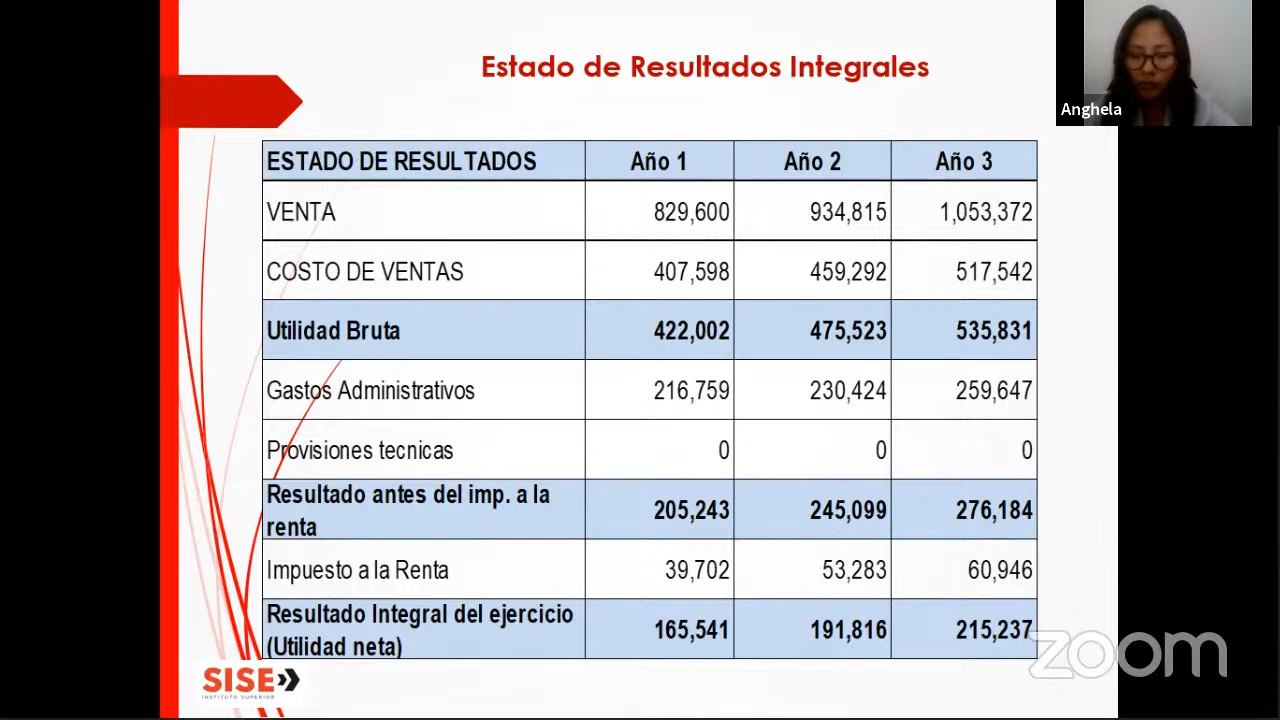 Estado de Resultados Integrales
Anghela
ESTADO DE RESULTADOS Año 1 Año 2 Año 3
VENTA 829,600 934,815 1,053,372
COSTO DE VENTAS 407,598 459,292 517,542
Utilidad Bruta 422,002 475,523 535,831
Gastos Administrativos 216,759 230,424 259,647
Provisiones tecnicas 0 0 0
Resultado antes del imp. a la
renta 205,243 245,099 276,184
Impuesto a la Renta 39,702 53,283 60,946
Resultado Integral del ejercicio
(Utilidad neta) 165,541 191,816 215,237
zoom
SISE
INSTITUTO SUPERIOR